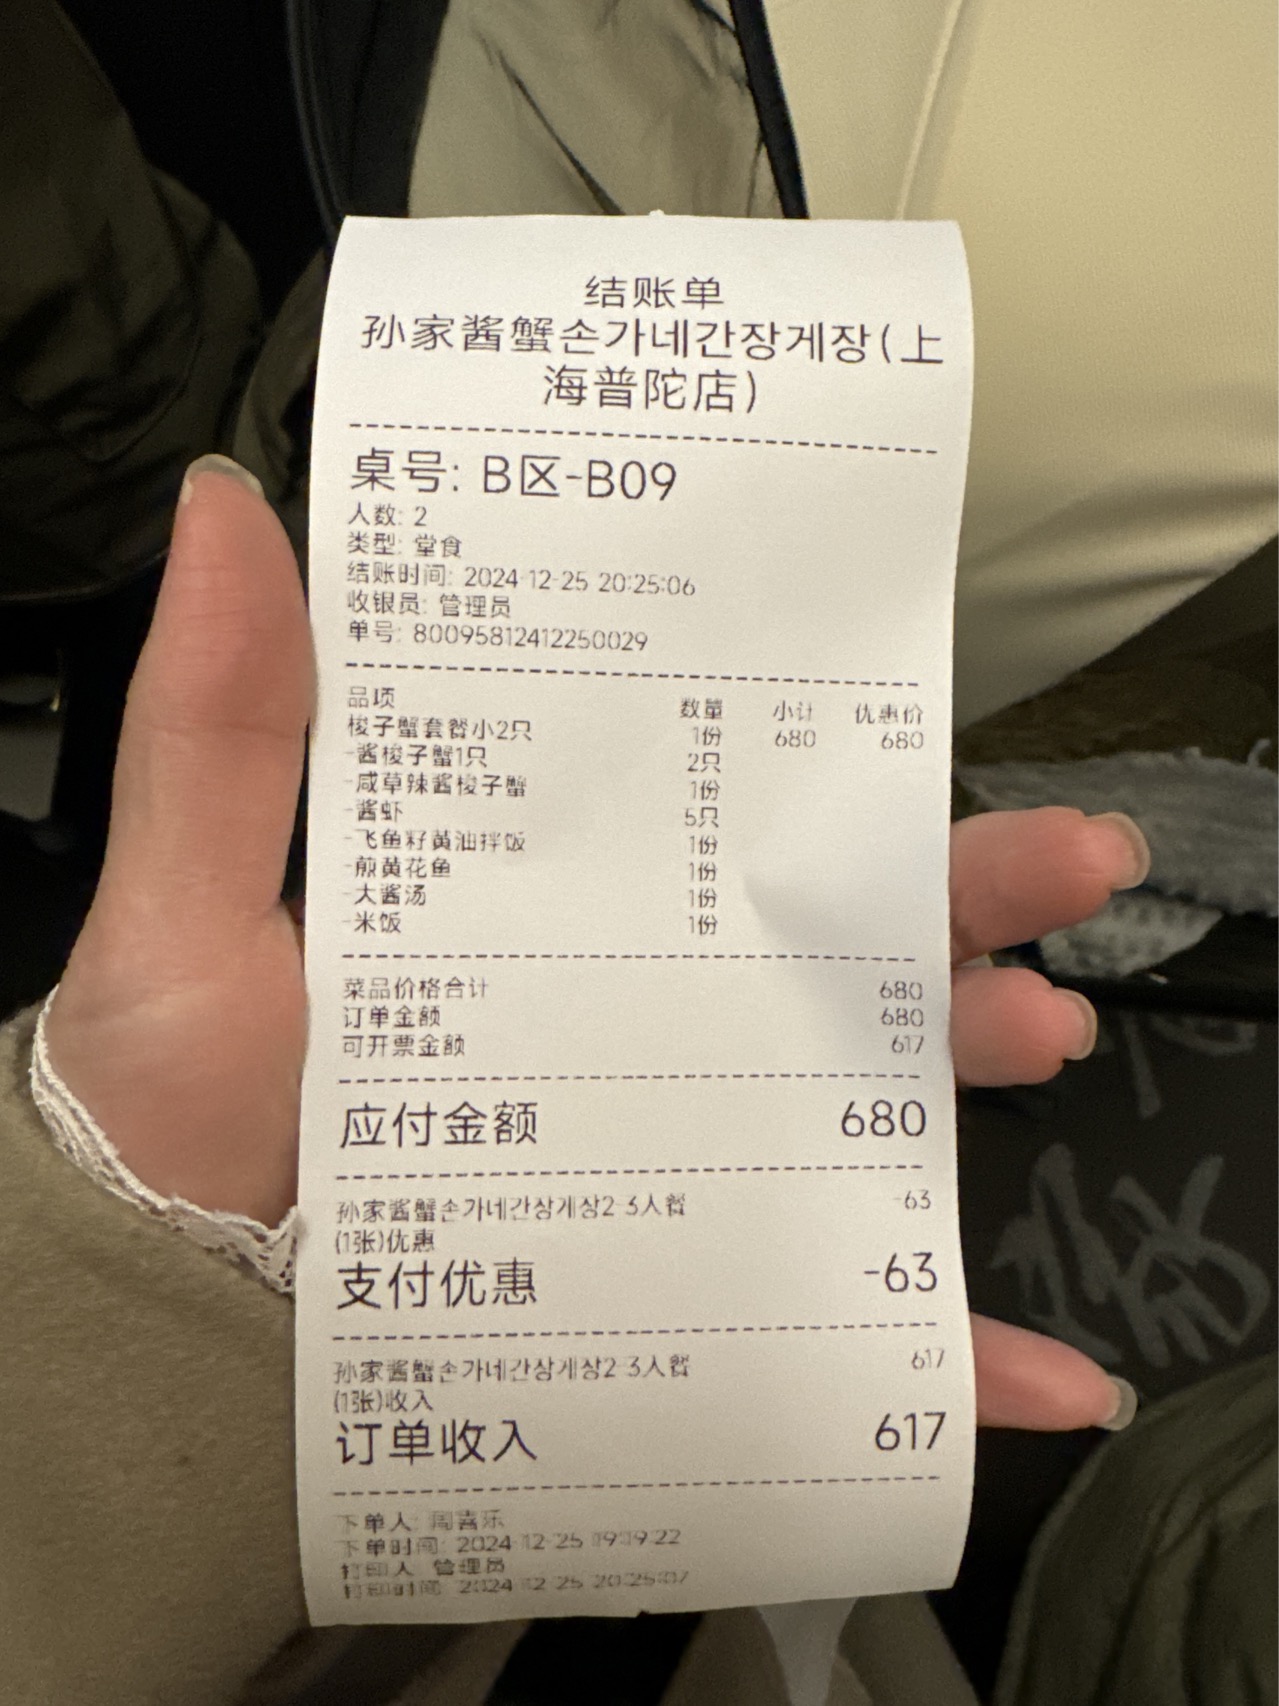 结账单
孙家酱蟹손가네간장게장(上
海普陀店)
桌号: B区-B09
人数: 2
类型: 堂食
结账时间: 2024-12-25 20:25:06
收银员: 管理员
单号: 80095812412250029
品项 数量 小计 优惠价
梭子蟹套餐小2只 1份 680 680
-酱梭子蟹1只 2只
-咸草辣酱梭子蟹 1份
-酱虾 5只
-飞鱼籽黄油拌饭 1份
-煎黄花鱼 1份
-大酱汤 1份
-米饭 1份
菜品价格合计 680
订单金额 680
可开票金额 617
应付金额 680
孙家酱蟹손가네간장게장2-3人餐 -63
(1张)优惠
支付优惠 -63
孙家酱蟹손가네간장게장2-3人餐 617
(1张)收入
订单收入 617
下单人: 周喜乐
下单时间: 2024-12-25 19:19:22
打印人: 管理员
打印时间: 2024-12-25 20:25:07